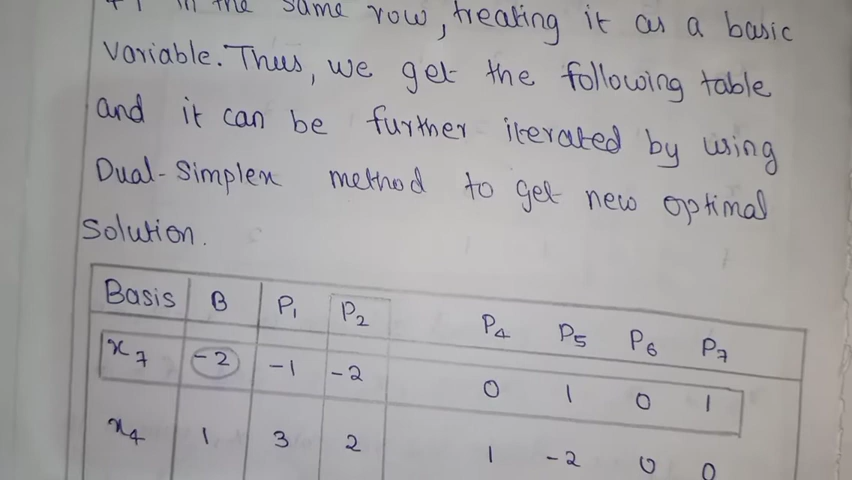 in the same row, treating it as a basic
variable. Thus, we get the following table
and it can be further iterated by using
Dual-Simplex method to get new optimal
solution.
Basis B P1 P2 P4 P5 P6 P7
x7 -2 -1 -2 0 1 0 1
x4 1 3 2 1 -2 0 0